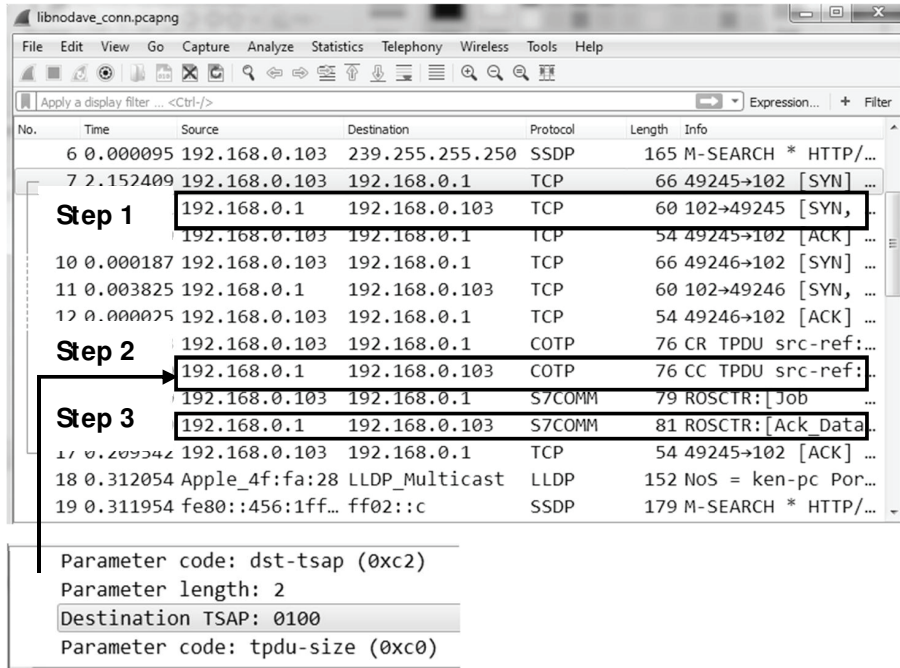 libnodave_conn.pcapng
File Edit View Go Capture Analyze Statistics Telephony Wireless Tools Help
Apply a display filter ... <Ctrl-/> Expression... + Filter
No. Time Source Destination Protocol Length Info
6 0.000095 192.168.0.103 239.255.255.250 SSDP 165 M-SEARCH * HTTP/…
7 2.152409 192.168.0.103 192.168.0.1 TCP 66 49245→102 [SYN] …
Step 1 192.168.0.1 192.168.0.103 TCP 60 102→49245 [SYN, …
192.168.0.103 192.168.0.1 TCP 54 49245→102 [ACK] …
10 0.000187 192.168.0.103 192.168.0.1 TCP 66 49246→102 [SYN] …
11 0.003825 192.168.0.1 192.168.0.103 TCP 60 102→49246 [SYN, …
12 0.000025 192.168.0.103 192.168.0.1 TCP 54 49246→102 [ACK] …
Step 2 192.168.0.103 192.168.0.1 COTP 76 CR TPDU src-ref:…
192.168.0.1 192.168.0.103 COTP 76 CC TPDU src-ref:…
192.168.0.103 192.168.0.1 S7COMM 79 ROSCTR:[Job …
Step 3 192.168.0.1 192.168.0.103 S7COMM 81 ROSCTR:[Ack_Data…
17 0.209542 192.168.0.103 192.168.0.1 TCP 54 49245→102 [ACK] …
18 0.312054 Apple_4f:fa:28 LLDP_Multicast LLDP 152 NoS = ken-pc Por…
19 0.311954 fe80::456:1ff… ff02::c SSDP 179 M-SEARCH * HTTP/…
Parameter code: dst-tsap (0xc2)
Parameter length: 2
Destination TSAP: 0100
Parameter code: tpdu-size (0xc0)